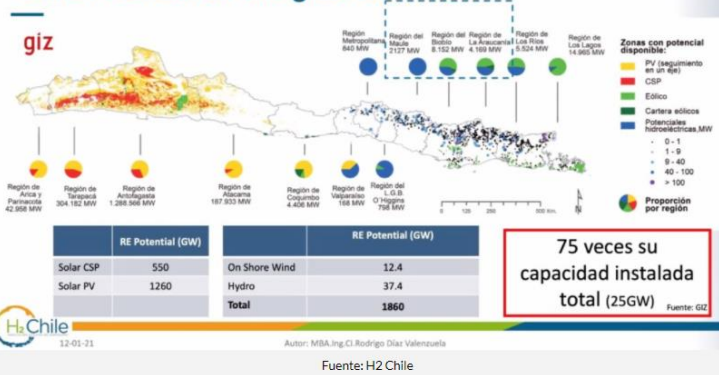 giz
Región
Metropolitana
840 MW
Región del
Maule
2127 MW
Región del
Biobío
8.152 MW
Región de
La Araucanía
4.169 MW
Región de
Los Ríos
5.524 MW
Región de
Los Lagos
14.965 MW
Zonas con potencial
disponible:
PV (seguimiento
en un eje)
CSP
Eólico
Cartera eólicos
Potenciales
hidroeléctricas,MW
0 - 1
1 - 9
9 - 40
40 - 100
> 100
Proporción
por región
Región de
Arica y
Parinacota
42.958 MW
Región de
Tarapacá
304.182 MW
Región de
Antofagasta
Región de
Atacama
187.933 MW
Región de
Coquimbo
4.406 MW
Región de
Valparaíso
168 MW
Región del
L.G.B.
O'Higgins
798 MW
0 125 200 300 Km.
N
RE Potential (GW)
Solar CSP 550
Solar PV 1260
RE Potential (GW)
On Shore Wind 12.4
Hydro 37.4
Total 1860
75 veces su
capacidad instalada
total (25GW)
Fuente: GIZ
H2Chile
12-01-21
Autor: MBA.Ing.Cl.Rodrigo Díaz Valenzuela
Fuente: H2 Chile